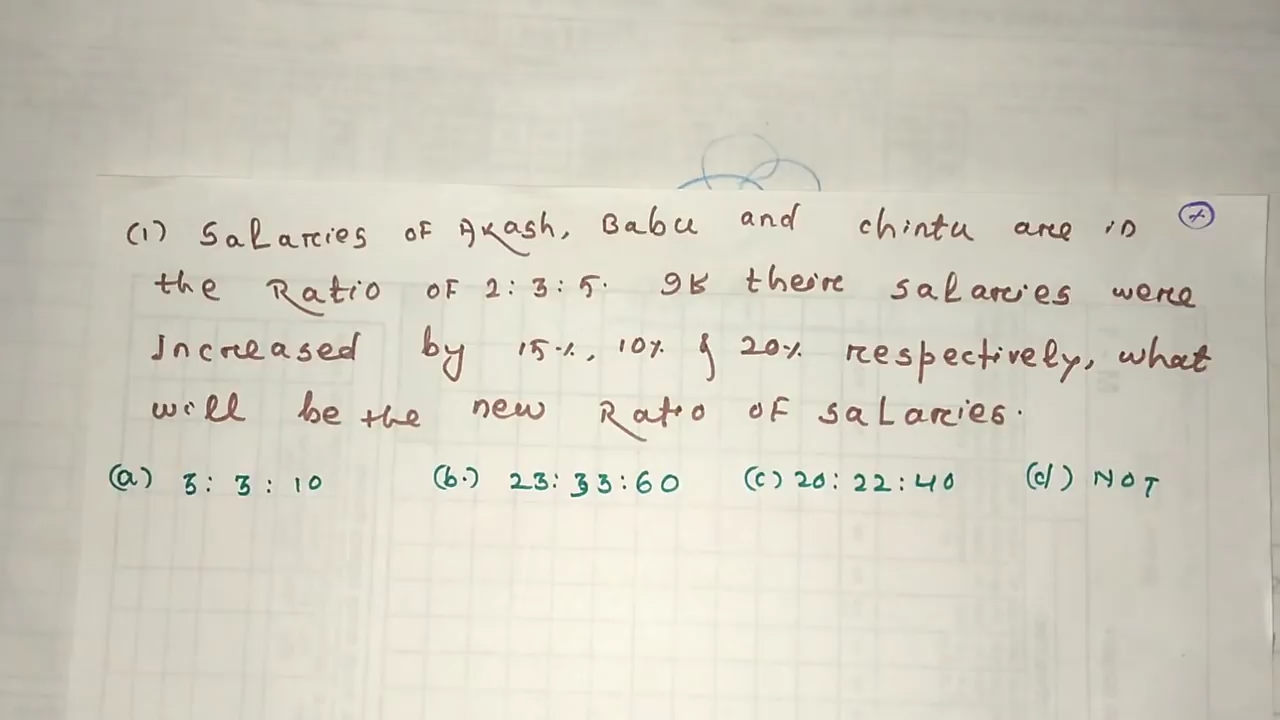 (1) Salaries of Akash, Babu and chintu are in
the Ratio of 2:3:5. If their salaries were
Increased by 15%, 10% & 20% respectively, what
will be the new Ratio of salaries.
(a) 3:3:10 (b.) 23:33:60 (c) 20:22:40 (d) NOT